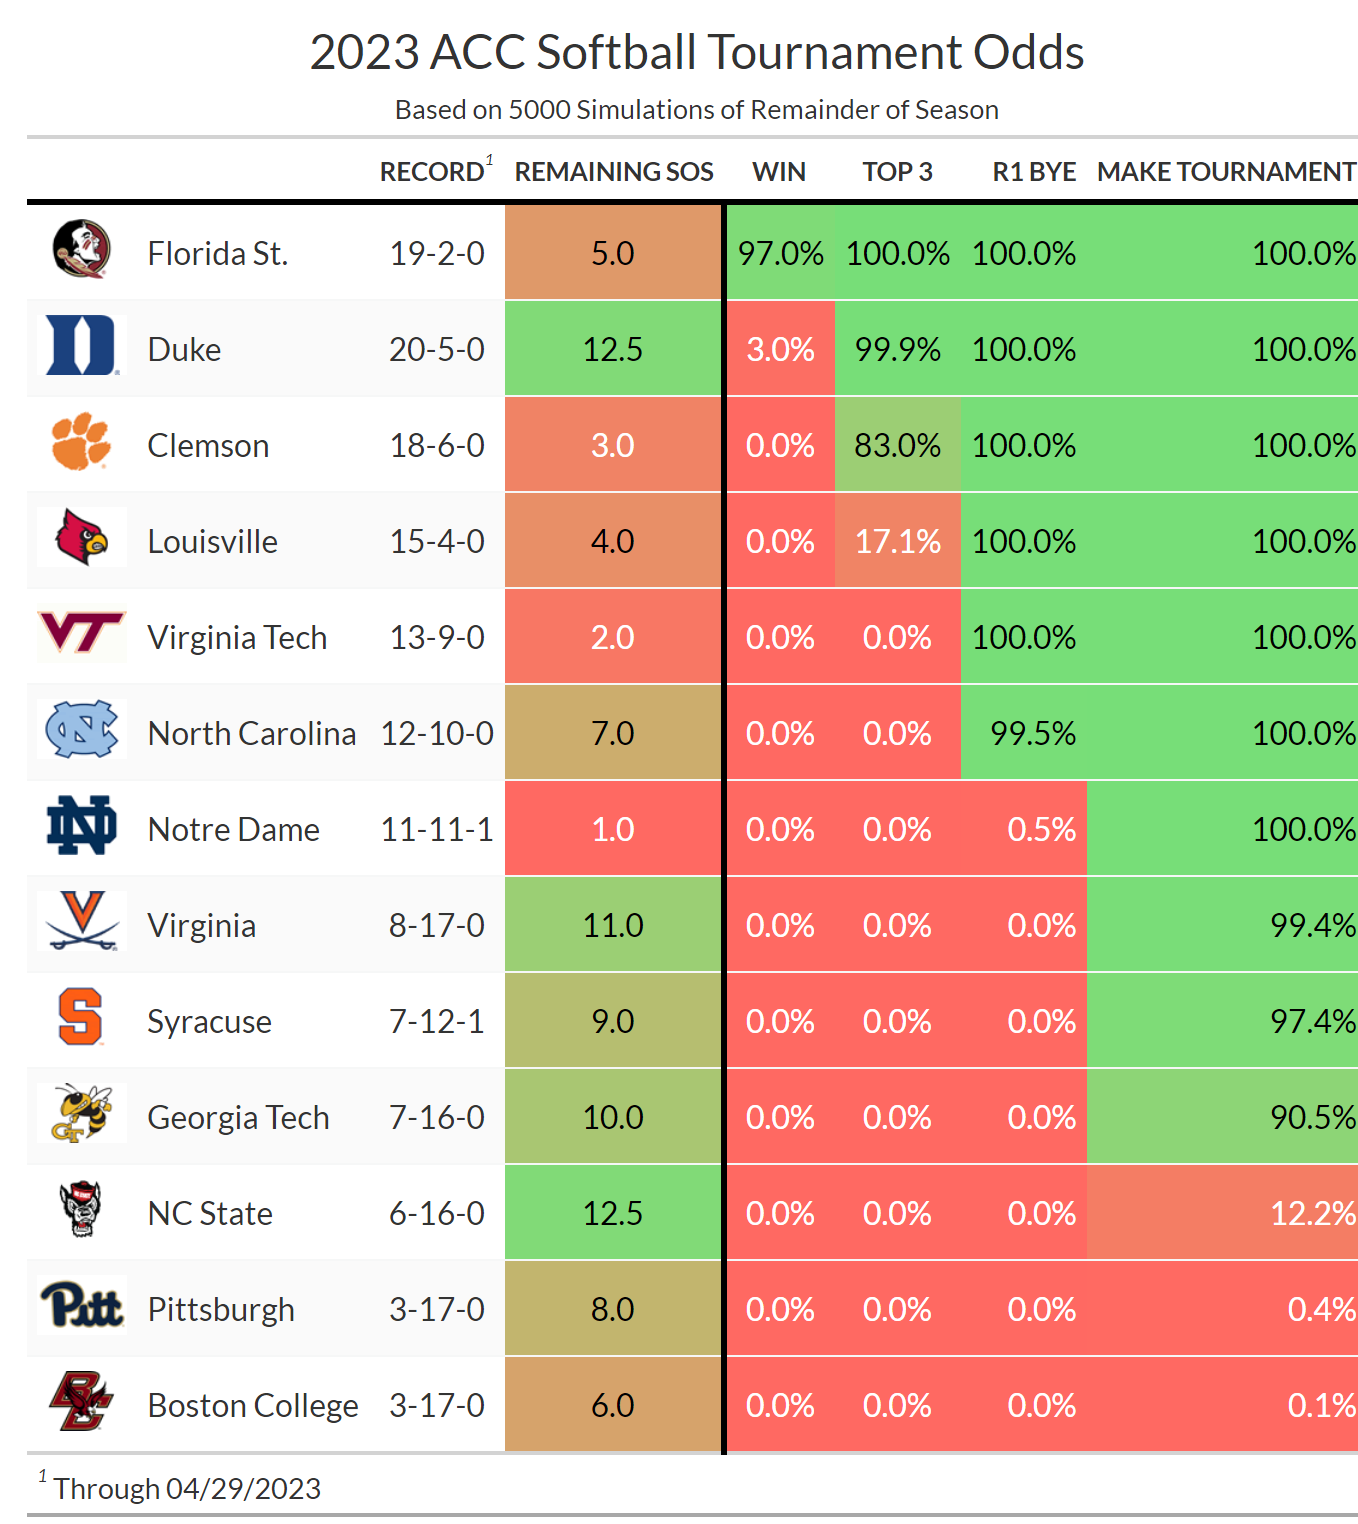 2023 ACC Softball Tournament Odds
Based on 5000 Simulations of Remainder of Season
RECORD1 REMAINING SOS WIN TOP 3 R1 BYE MAKE TOURNAMENT
Florida St. 19-2-0 5.0 97.0% 100.0% 100.0% 100.0%
D Duke 20-5-0 12.5 3.0% 99.9% 100.0% 100.0%
Clemson 18-6-0 3.0 0.0% 83.0% 100.0% 100.0%
Louisville 15-4-0 4.0 0.0% 17.1% 100.0% 100.0%
VT Virginia Tech 13-9-0 2.0 0.0% 0.0% 100.0% 100.0%
NC North Carolina 12-10-0 7.0 0.0% 0.0% 99.5% 100.0%
ND Notre Dame 11-11-1 1.0 0.0% 0.0% 0.5% 100.0%
V Virginia 8-17-0 11.0 0.0% 0.0% 0.0% 99.4%
S Syracuse 7-12-1 9.0 0.0% 0.0% 0.0% 97.4%
GT Georgia Tech 7-16-0 10.0 0.0% 0.0% 0.0% 90.5%
NC State 6-16-0 12.5 0.0% 0.0% 0.0% 12.2%
Pitt Pittsburgh 3-17-0 8.0 0.0% 0.0% 0.0% 0.4%
BC Boston College 3-17-0 6.0 0.0% 0.0% 0.0% 0.1%
1 Through 04/29/2023